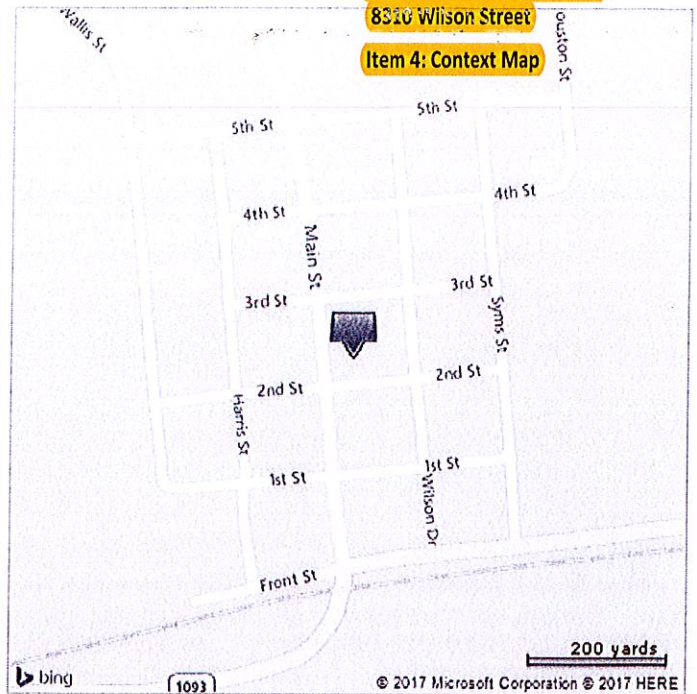 8310 Wilson Street
Item 4: Context Map
Wallis St
ouston St
5th St
5th St
4th St
4th St
Main St
3rd St
3rd St
Syms St
2nd St
2nd St
Harris St
1st St
1st St
Wilson Dr
Front St
200 yards
bing
1093
© 2017 Microsoft Corporation © 2017 HERE